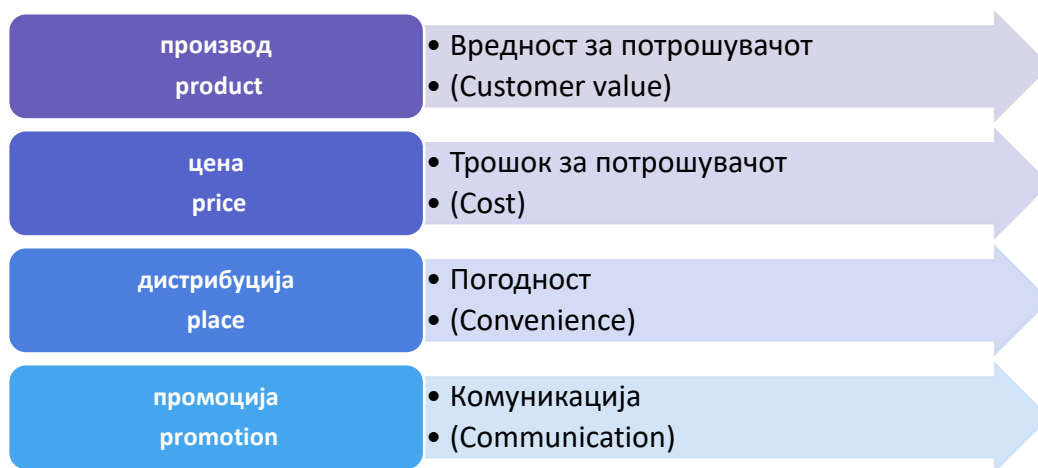 производ
product
• Вредност за потрошувачот
• (Customer value)
цена
price
• Трошок за потрошувачот
• (Cost)
дистрибуција
place
• Погодност
• (Convenience)
промоција
promotion
• Комуникација
• (Communication)